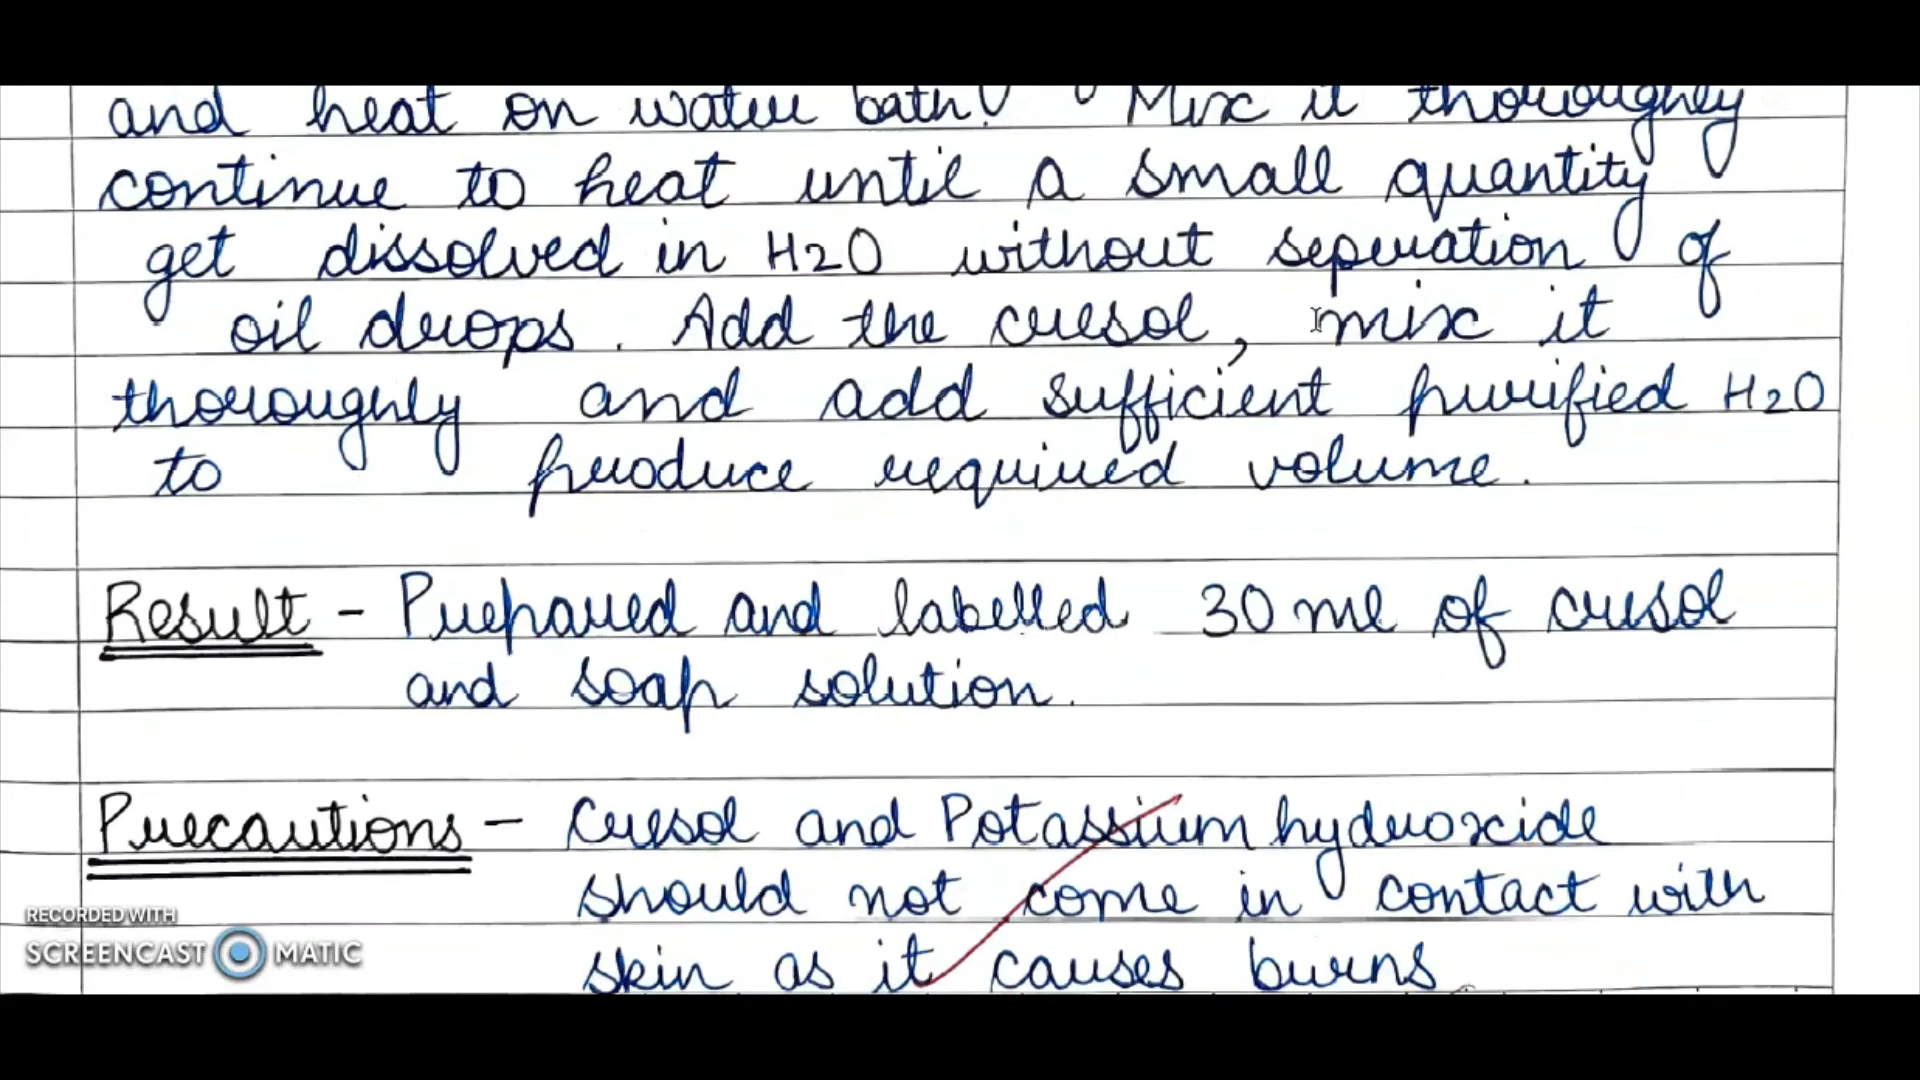 and heat on water bath. Mix it thoroughly
continue to heat until a small quantity
get dissolved in H2O without seperation of
oil drops. Add the cresol, mix it
thoroughly and add sufficient purified H2O
to produce required volume.
Result - Prepared and labelled 30 ml of cresol
and soap solution.
Precautions - Cresol and Potassium hydroxide
should not come in contact with
skin as it causes burns
RECORDED WITH
SCREENCAST MATIC